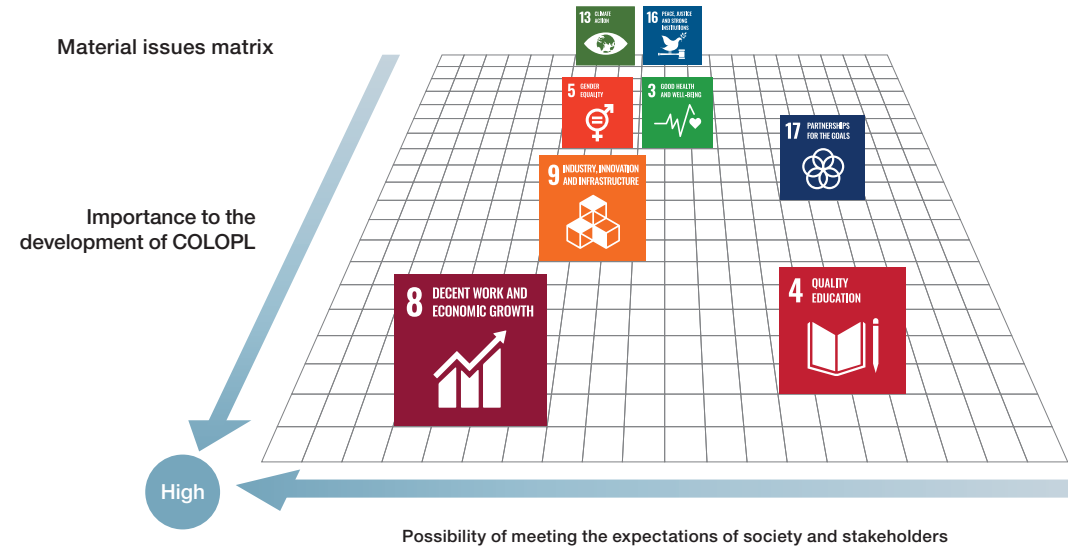 Material issues matrix
13 CLIMATE
ACTION
16 PEACE, JUSTICE
AND STRONG
INSTITUTIONS
5 GENDER
EQUALITY
3 GOOD HEALTH
AND WELL-BEING
17 PARTNERSHIPS
FOR THE GOALS
9 INDUSTRY, INNOVATION
AND INFRASTRUCTURE
Importance to the
development of COLOPL
8 DECENT WORK AND
ECONOMIC GROWTH
4 QUALITY
EDUCATION
High
Possibility of meeting the expectations of society and stakeholders